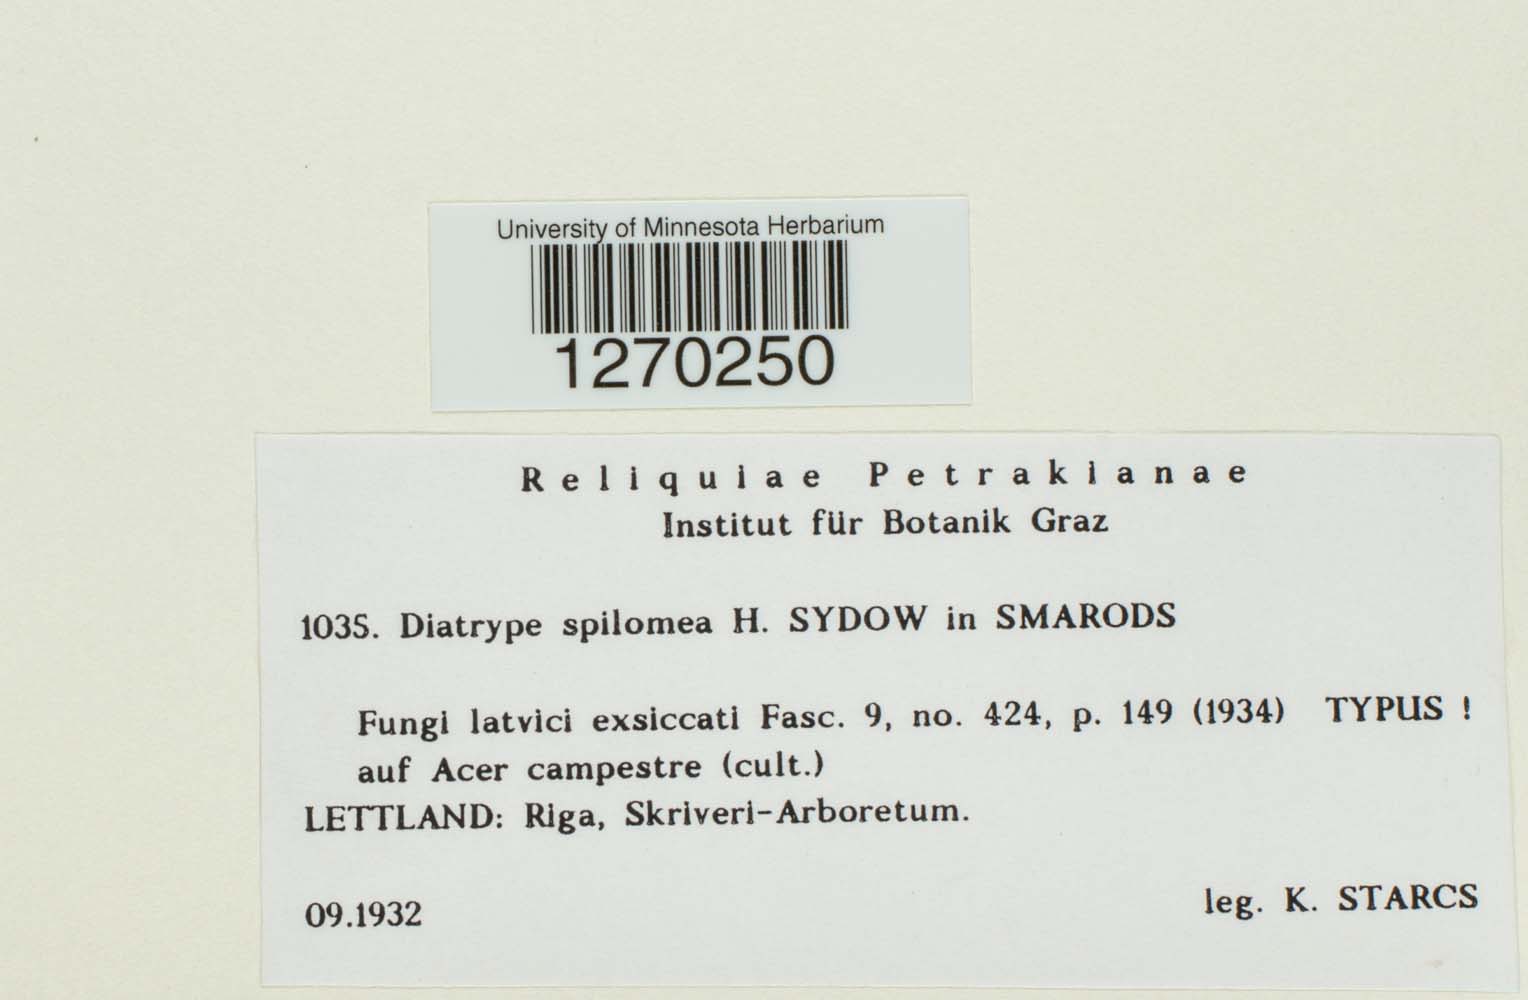 University of Minnesota Herbarium
1270250
Reliquiae Petrakianae
Institut für Botanik Graz
1035. Diatrype spilomea H. SYDOW in SMARODS
Fungi latvici exsiccati Fasc. 9, no. 424, p. 149 (1934) TYPUS !
auf Acer campestre (cult.)
LETTLAND: Riga, Skriveri-Arboretum.
09.1932
leg. K. STARCS